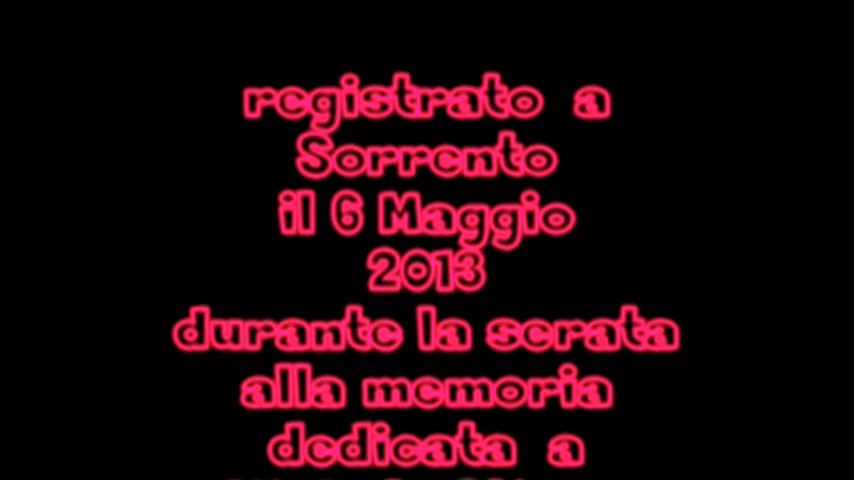 registrato a
Sorrento
il 6 Maggio
2013
durante la serata
alla memoria
dedicata a